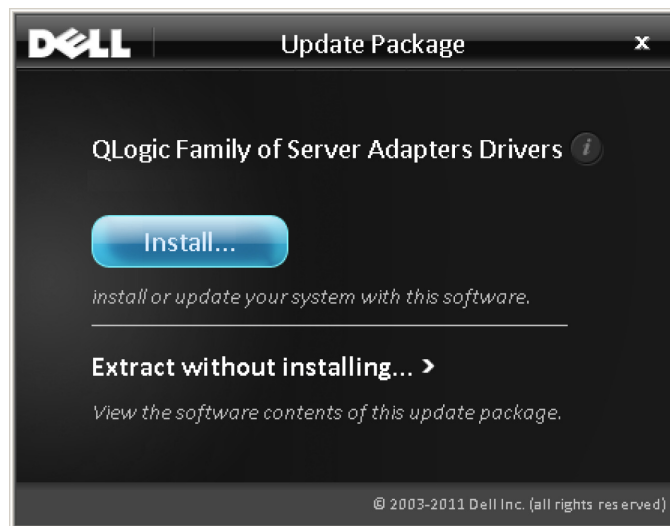 DELL
Update Package
x
QLogic Family of Server Adapters Drivers i
Install...
install or update your system with this software.
Extract without installing... >
View the software contents of this update package.
© 2003-2011 Dell Inc. (all rights reserved)